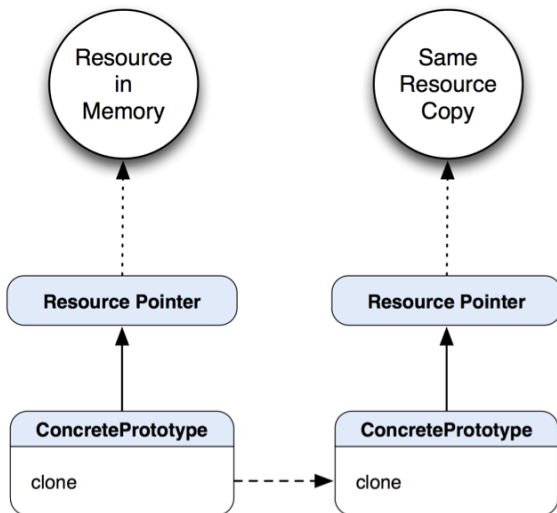 Resource
in
Memory
Same
Resource
Copy
Resource Pointer
Resource Pointer
ConcretePrototype
ConcretePrototype
clone
clone